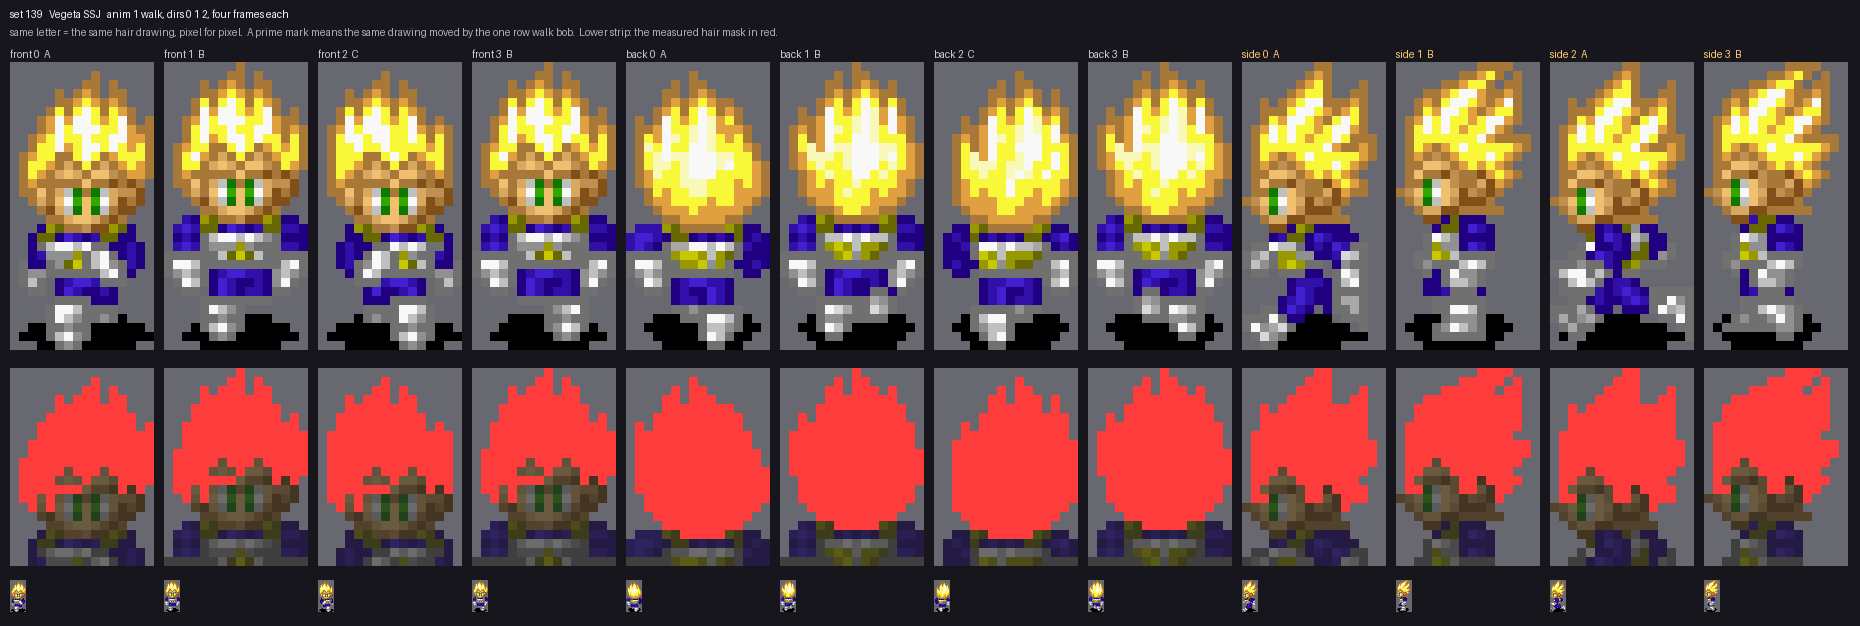 set 139 Vegeta SSJ anim 1 walk, dirs 0 1 2, four frames each
same letter = the same hair drawing, pixel for pixel. A prime mark means the same drawing moved by the one row walk bob. Lower strip: the measured hair mask in red.
front 0 A front 1 B front 2 C front 3 B back 0 A back 1 B back 2 C back 3 B side 0 A side 1 B side 2 A side 3 B